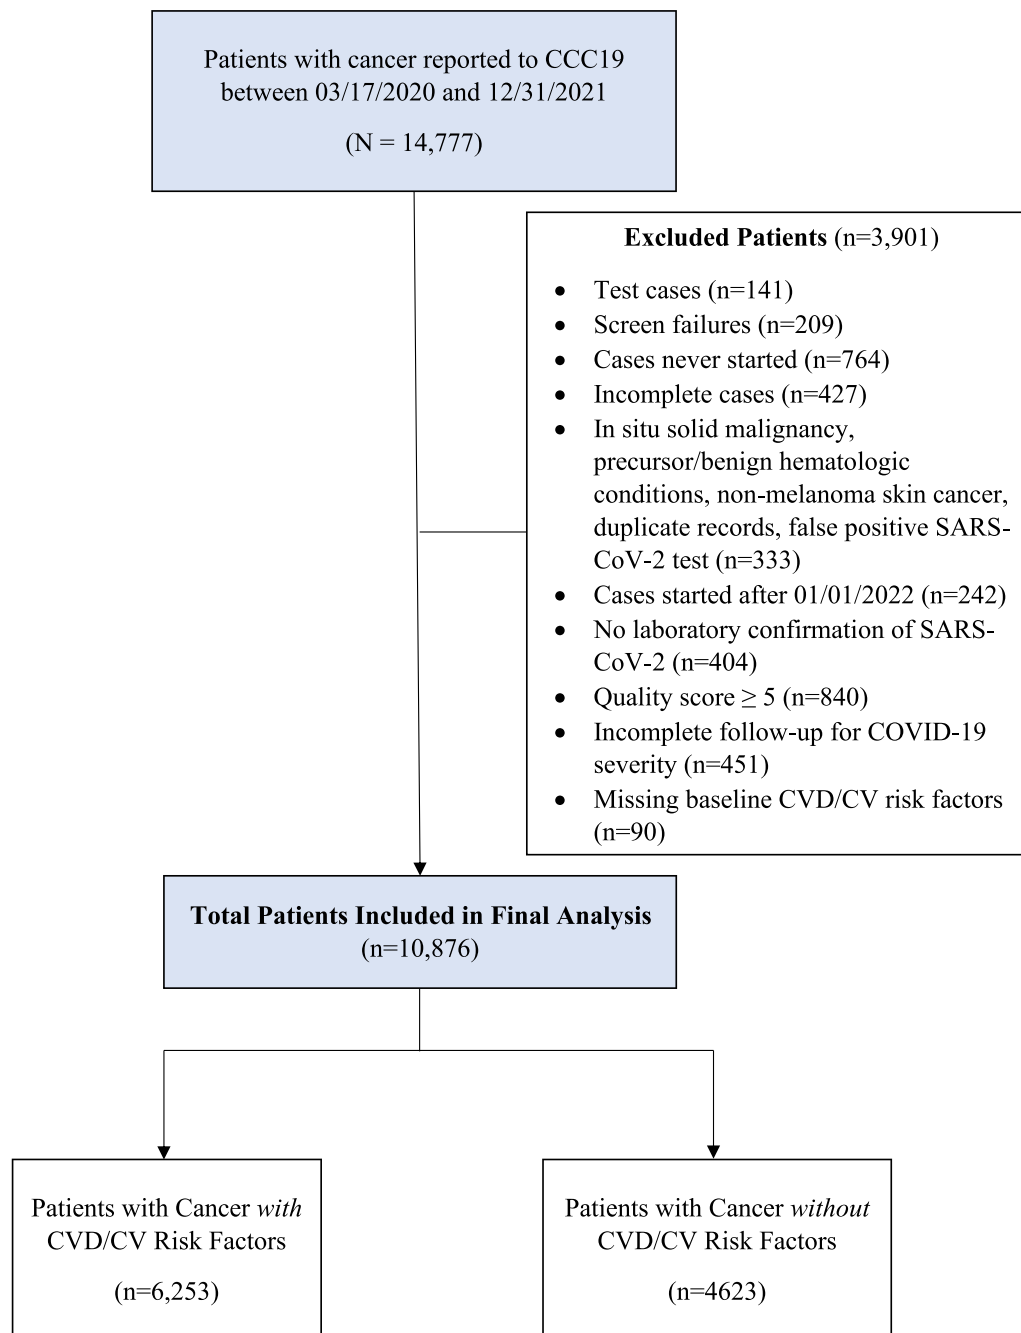 Patients with cancer reported to CCC19
between 03/17/2020 and 12/31/2021
(N = 14,777)
Excluded Patients (n=3,901)
• Test cases (n=141)
• Screen failures (n=209)
• Cases never started (n=764)
• Incomplete cases (n=427)
• In situ solid malignancy,
precursor/benign hematologic
conditions, non-melanoma skin cancer,
duplicate records, false positive SARS-
CoV-2 test (n=333)
• Cases started after 01/01/2022 (n=242)
• No laboratory confirmation of SARS-
CoV-2 (n=404)
• Quality score ≥ 5 (n=840)
• Incomplete follow-up for COVID-19
severity (n=451)
• Missing baseline CVD/CV risk factors
(n=90)
Total Patients Included in Final Analysis
(n=10,876)
Patients with Cancer with
CVD/CV Risk Factors
(n=6,253)
Patients with Cancer without
CVD/CV Risk Factors
(n=4623)